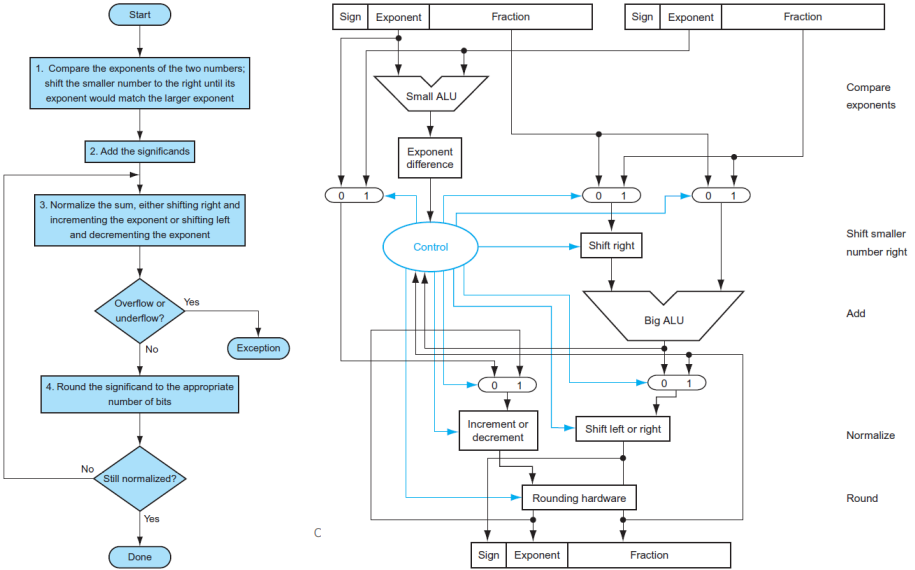 Start
1. Compare the exponents of the two numbers;
shift the smaller number to the right until its
exponent would match the larger exponent
2. Add the significands
3. Normalize the sum, either shifting right and
incrementing the exponent or shifting left
and decrementing the exponent
Overflow or
underflow?
Yes
No
Exception
4. Round the significand to the appropriate
number of bits
Still normalized?
No
Yes
Done
Sign Exponent Fraction
Sign Exponent Fraction
Small ALU
Compare
exponents
Exponent
difference
0 1
0 1
0 1
Control
Shift right
Shift smaller
number right
Big ALU
Add
0 1
0 1
Increment or
decrement
Shift left or right
Normalize
Rounding hardware
Round
C
Sign Exponent Fraction